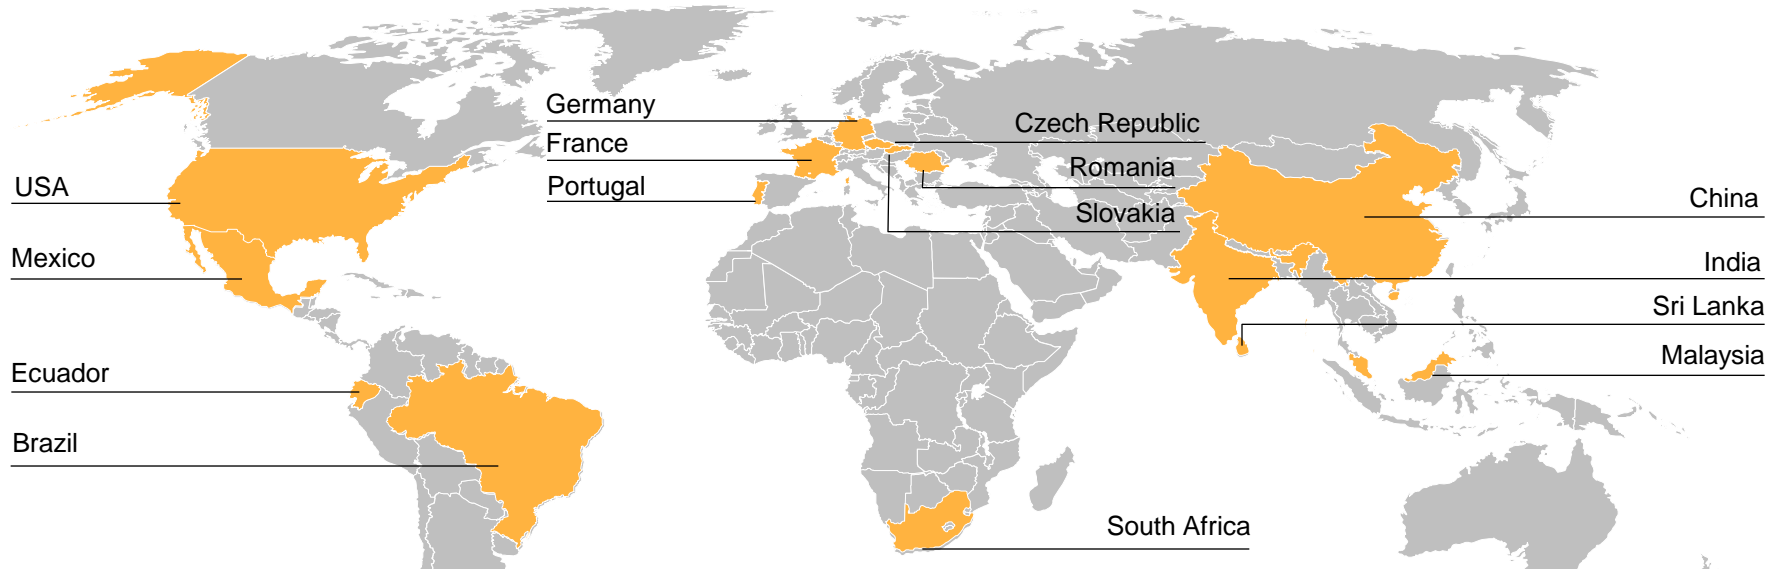 Germany
Czech Republic
France
Romania
USA
Portugal
China
Slovakia
Mexico
India
Sri Lanka
Malaysia
Ecuador
Brazil
South Africa